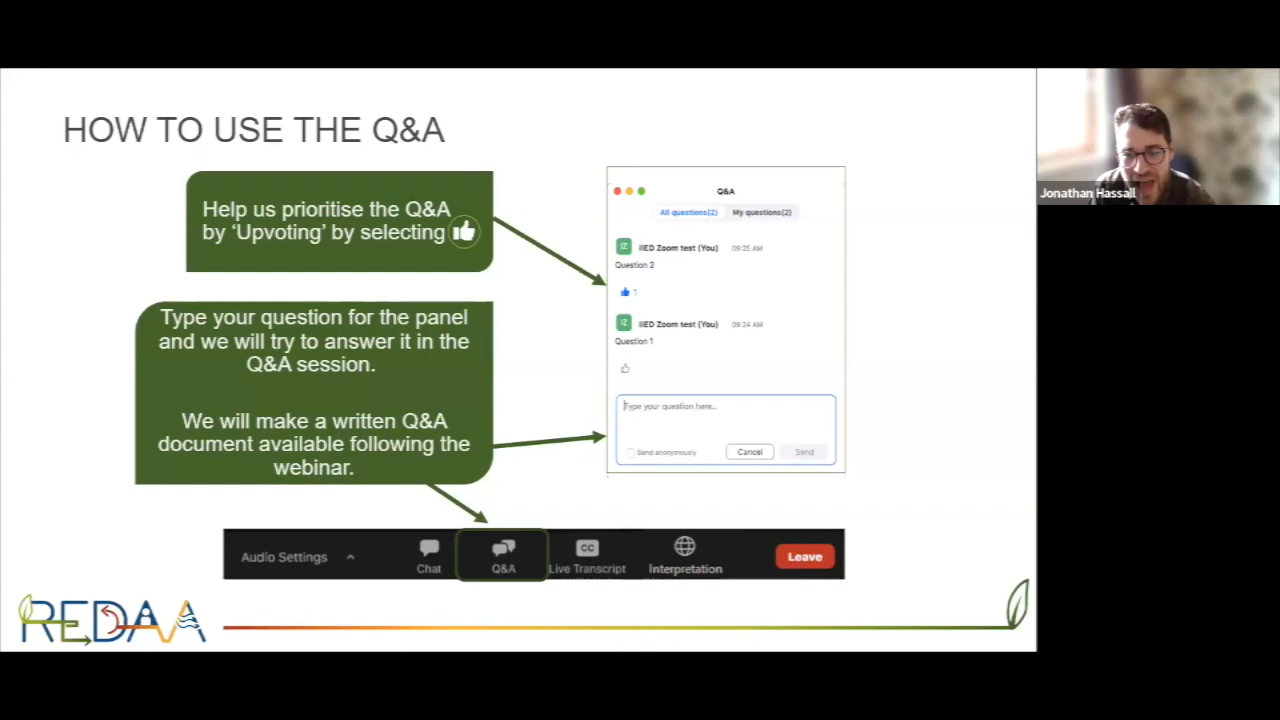 HOW TO USE THE Q&A
Help us prioritise the Q&A
by ‘Upvoting’ by selecting
Type your question for the panel
and we will try to answer it in the
Q&A session.
We will make a written Q&A
document available following the
webinar.
Q&A
All questions(2) My questions(2)
IZ IIED Zoom test (You) 09:25 AM
Question 2
1
IZ IIED Zoom test (You) 09:24 AM
Question 1
Type your question here...
Send anonymously Cancel Send
Audio Settings Chat Q&A CC Live Transcript Interpretation Leave
REDAA
Jonathan Hassall